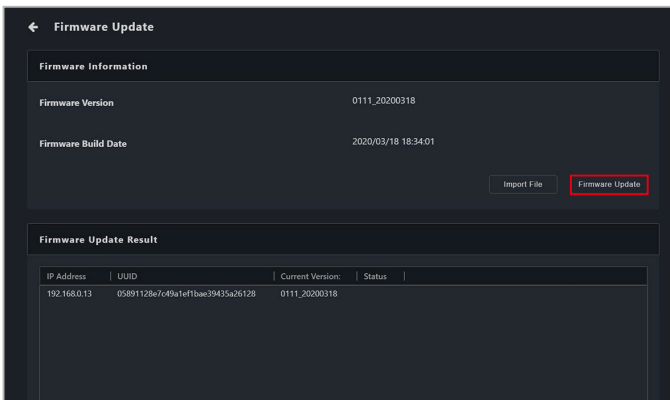 Firmware Update
Firmware Information
Firmware Version 0111_20200318
Firmware Build Date 2020/03/18 18:34:01
Import File Firmware Update
Firmware Update Result
IP Address UUID Current Version: Status
192.168.0.13 05891128e7c49a1ef1bae39435a26128 0111_20200318